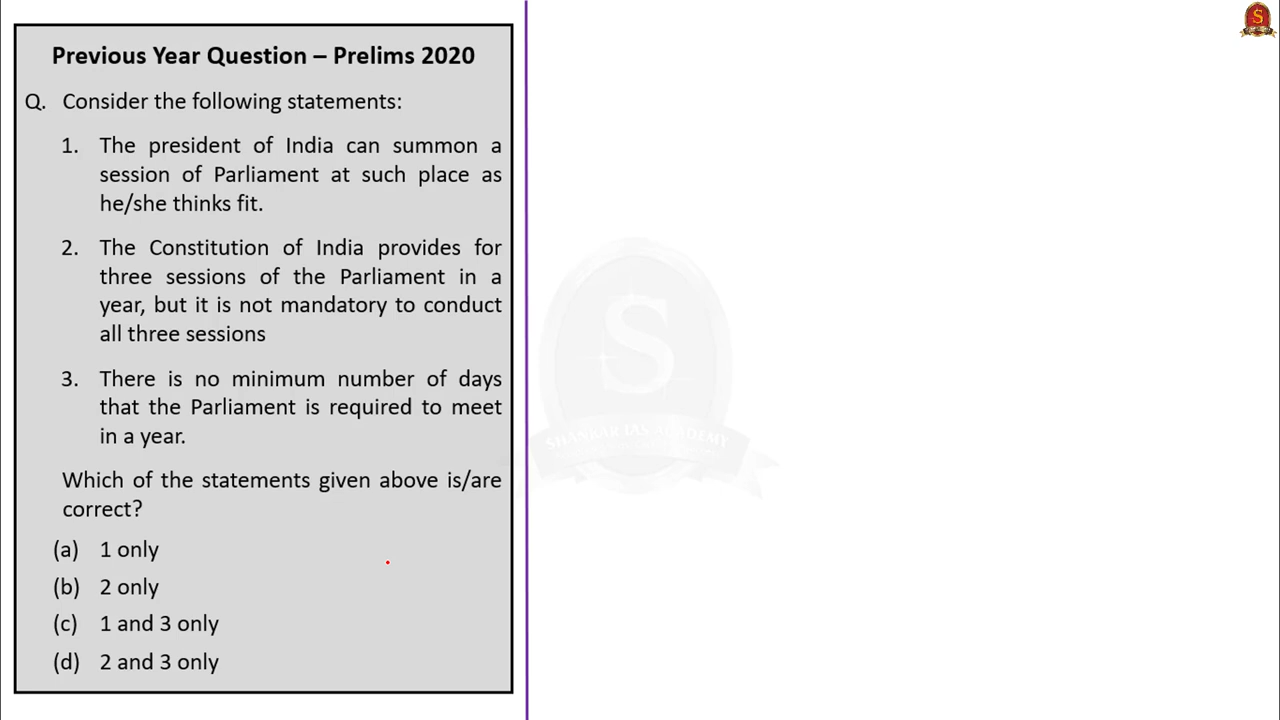 Previous Year Question – Prelims 2020
Q. Consider the following statements:
1. The president of India can summon a
session of Parliament at such place as
he/she thinks fit.
2. The Constitution of India provides for
three sessions of the Parliament in a
year, but it is not mandatory to conduct
all three sessions
3. There is no minimum number of days
that the Parliament is required to meet
in a year.
Which of the statements given above is/are
correct?
(a) 1 only
(b) 2 only
(c) 1 and 3 only
(d) 2 and 3 only
S
S
SHANKAR IAS ACADEMY